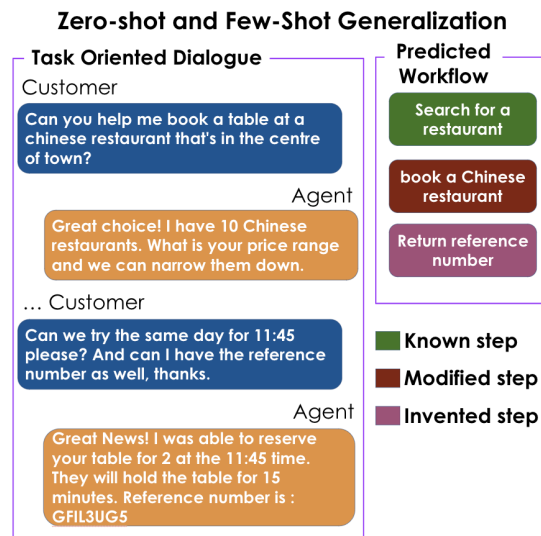 Zero-shot and Few-Shot Generalization
Task Oriented Dialogue
Customer
Can you help me book a table at a
chinese restaurant that's in the centre
of town?
Agent
Great choice! I have 10 Chinese
restaurants. What is your price range
and we can narrow them down.
... Customer
Can we try the same day for 11:45
please? And can I have the reference
number as well, thanks.
Agent
Great News! I was able to reserve
your table for 2 at the 11:45 time.
They will hold the table for 15
minutes. Reference number is :
GFIL3UG5
Predicted
Workflow
Search for a
restaurant
book a Chinese
restaurant
Return reference
number
Known step
Modified step
Invented step